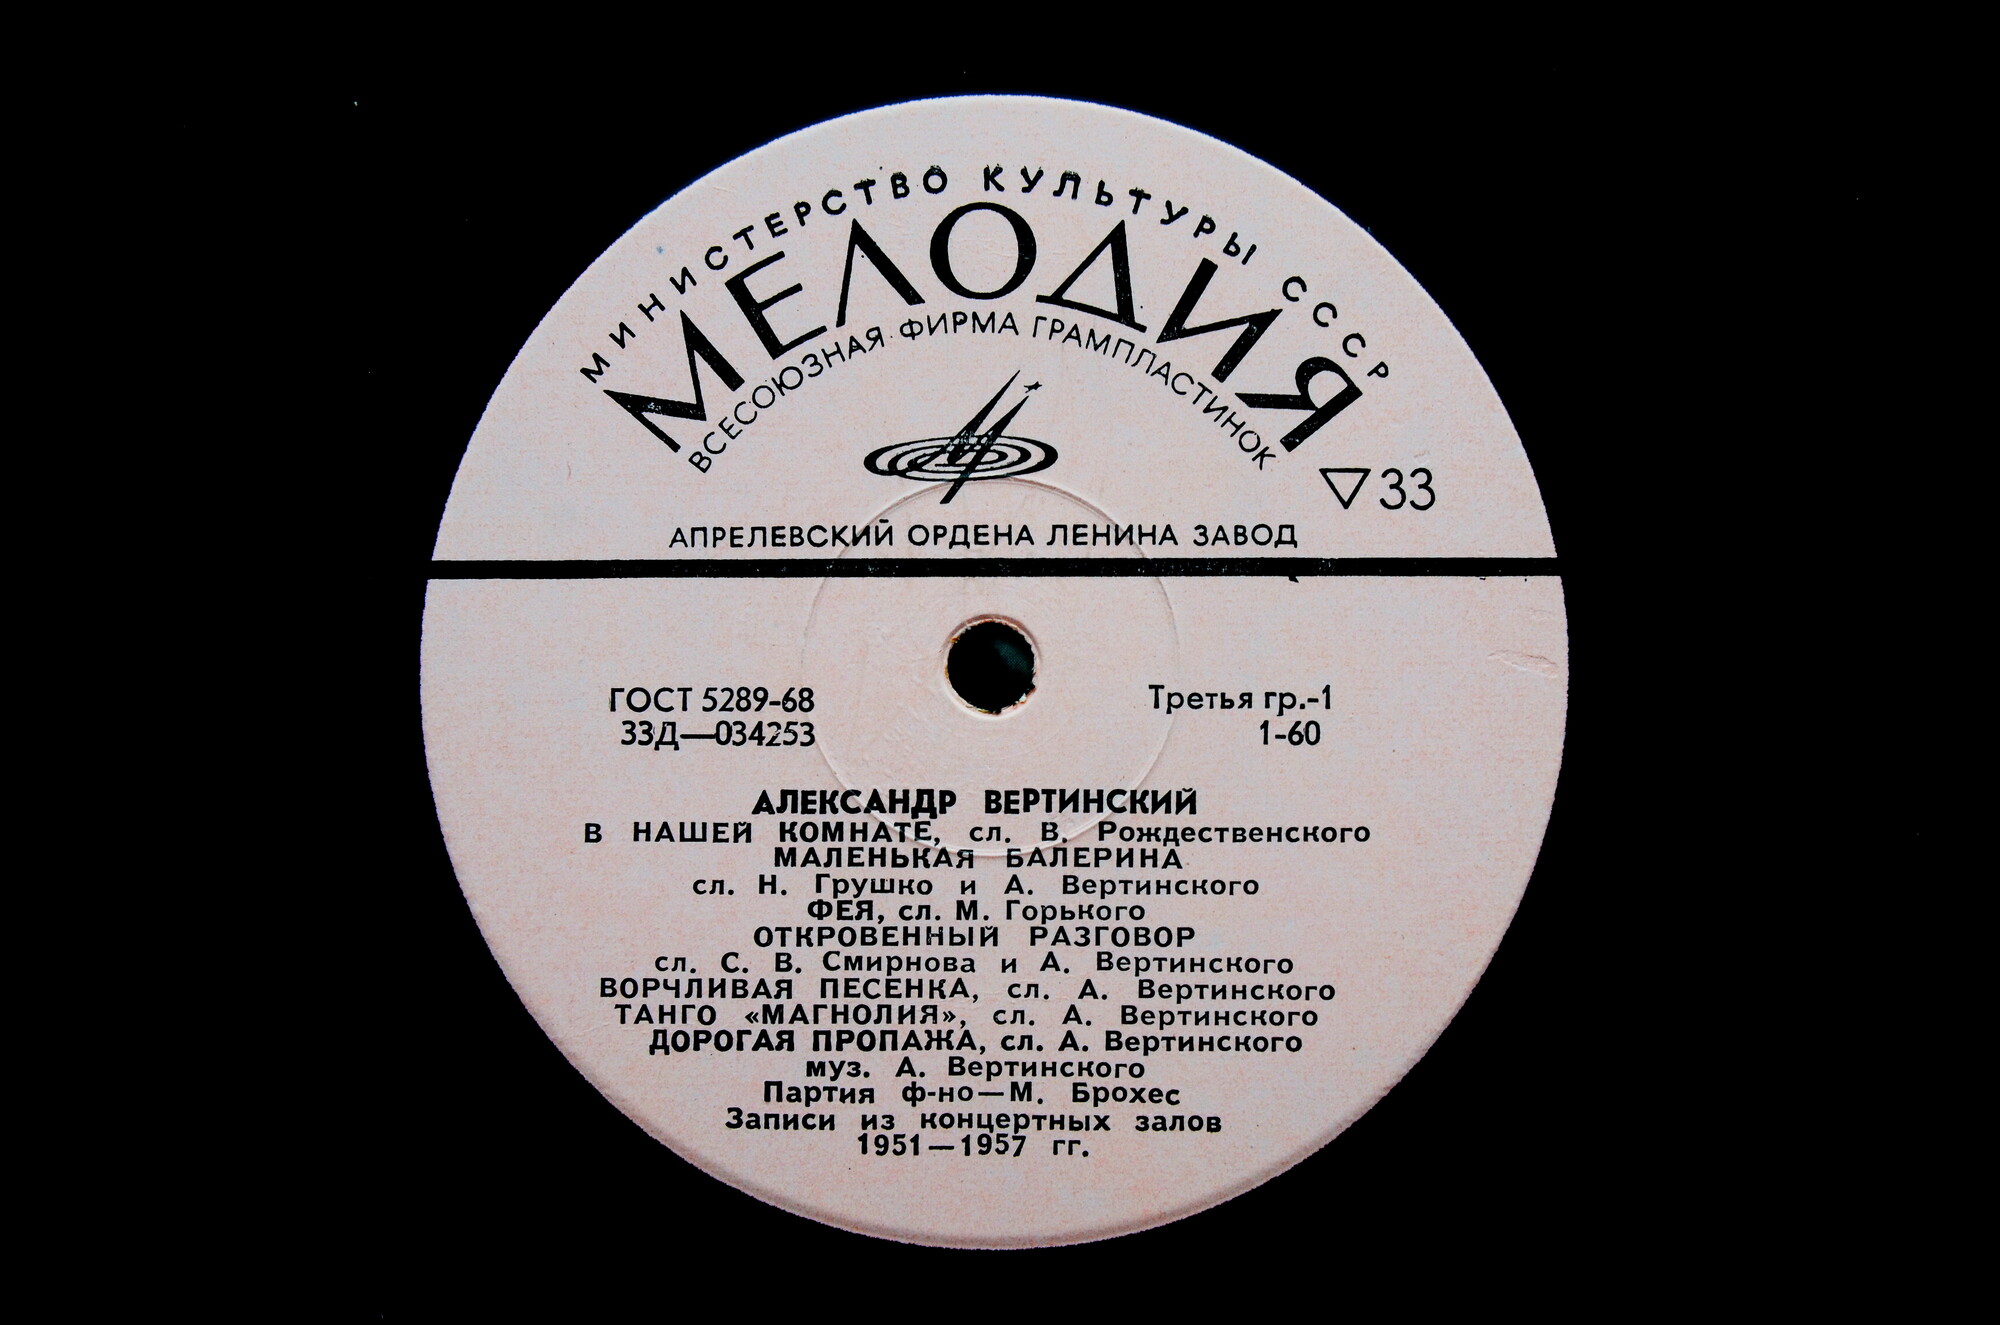 МИНИСТЕРСТВО КУЛЬТУРЫ СССР
МЕЛОДИЯ
ВСЕСОЮЗНАЯ ФИРМА ГРАМПЛАСТИНОК
▽33
АПРЕЛЕВСКИЙ ОРДЕНА ЛЕНИНА ЗАВОД
ГОСТ 5289-68
Третья гр.-1
33Д—034253
1-60
АЛЕКСАНДР ВЕРТИНСКИЙ
В НАШЕЙ КОМНАТЕ, сл. В. Рождественского
МАЛЕНЬКАЯ БАЛЕРИНА
сл. Н. Грушко и А. Вертинского
ФЕЯ, сл. М. Горького
ОТКРОВЕННЫЙ РАЗГОВОР
сл. С. В. Смирнова и А. Вертинского
ВОРЧЛИВАЯ ПЕСЕНКА, сл. А. Вертинского
ТАНГО «МАГНОЛИЯ», сл. А. Вертинского
ДОРОГАЯ ПРОПАЖА, сл. А. Вертинского
муз. А. Вертинского
Партия ф-но—М. Брохес
Записи из концертных залов
1951—1957 гг.